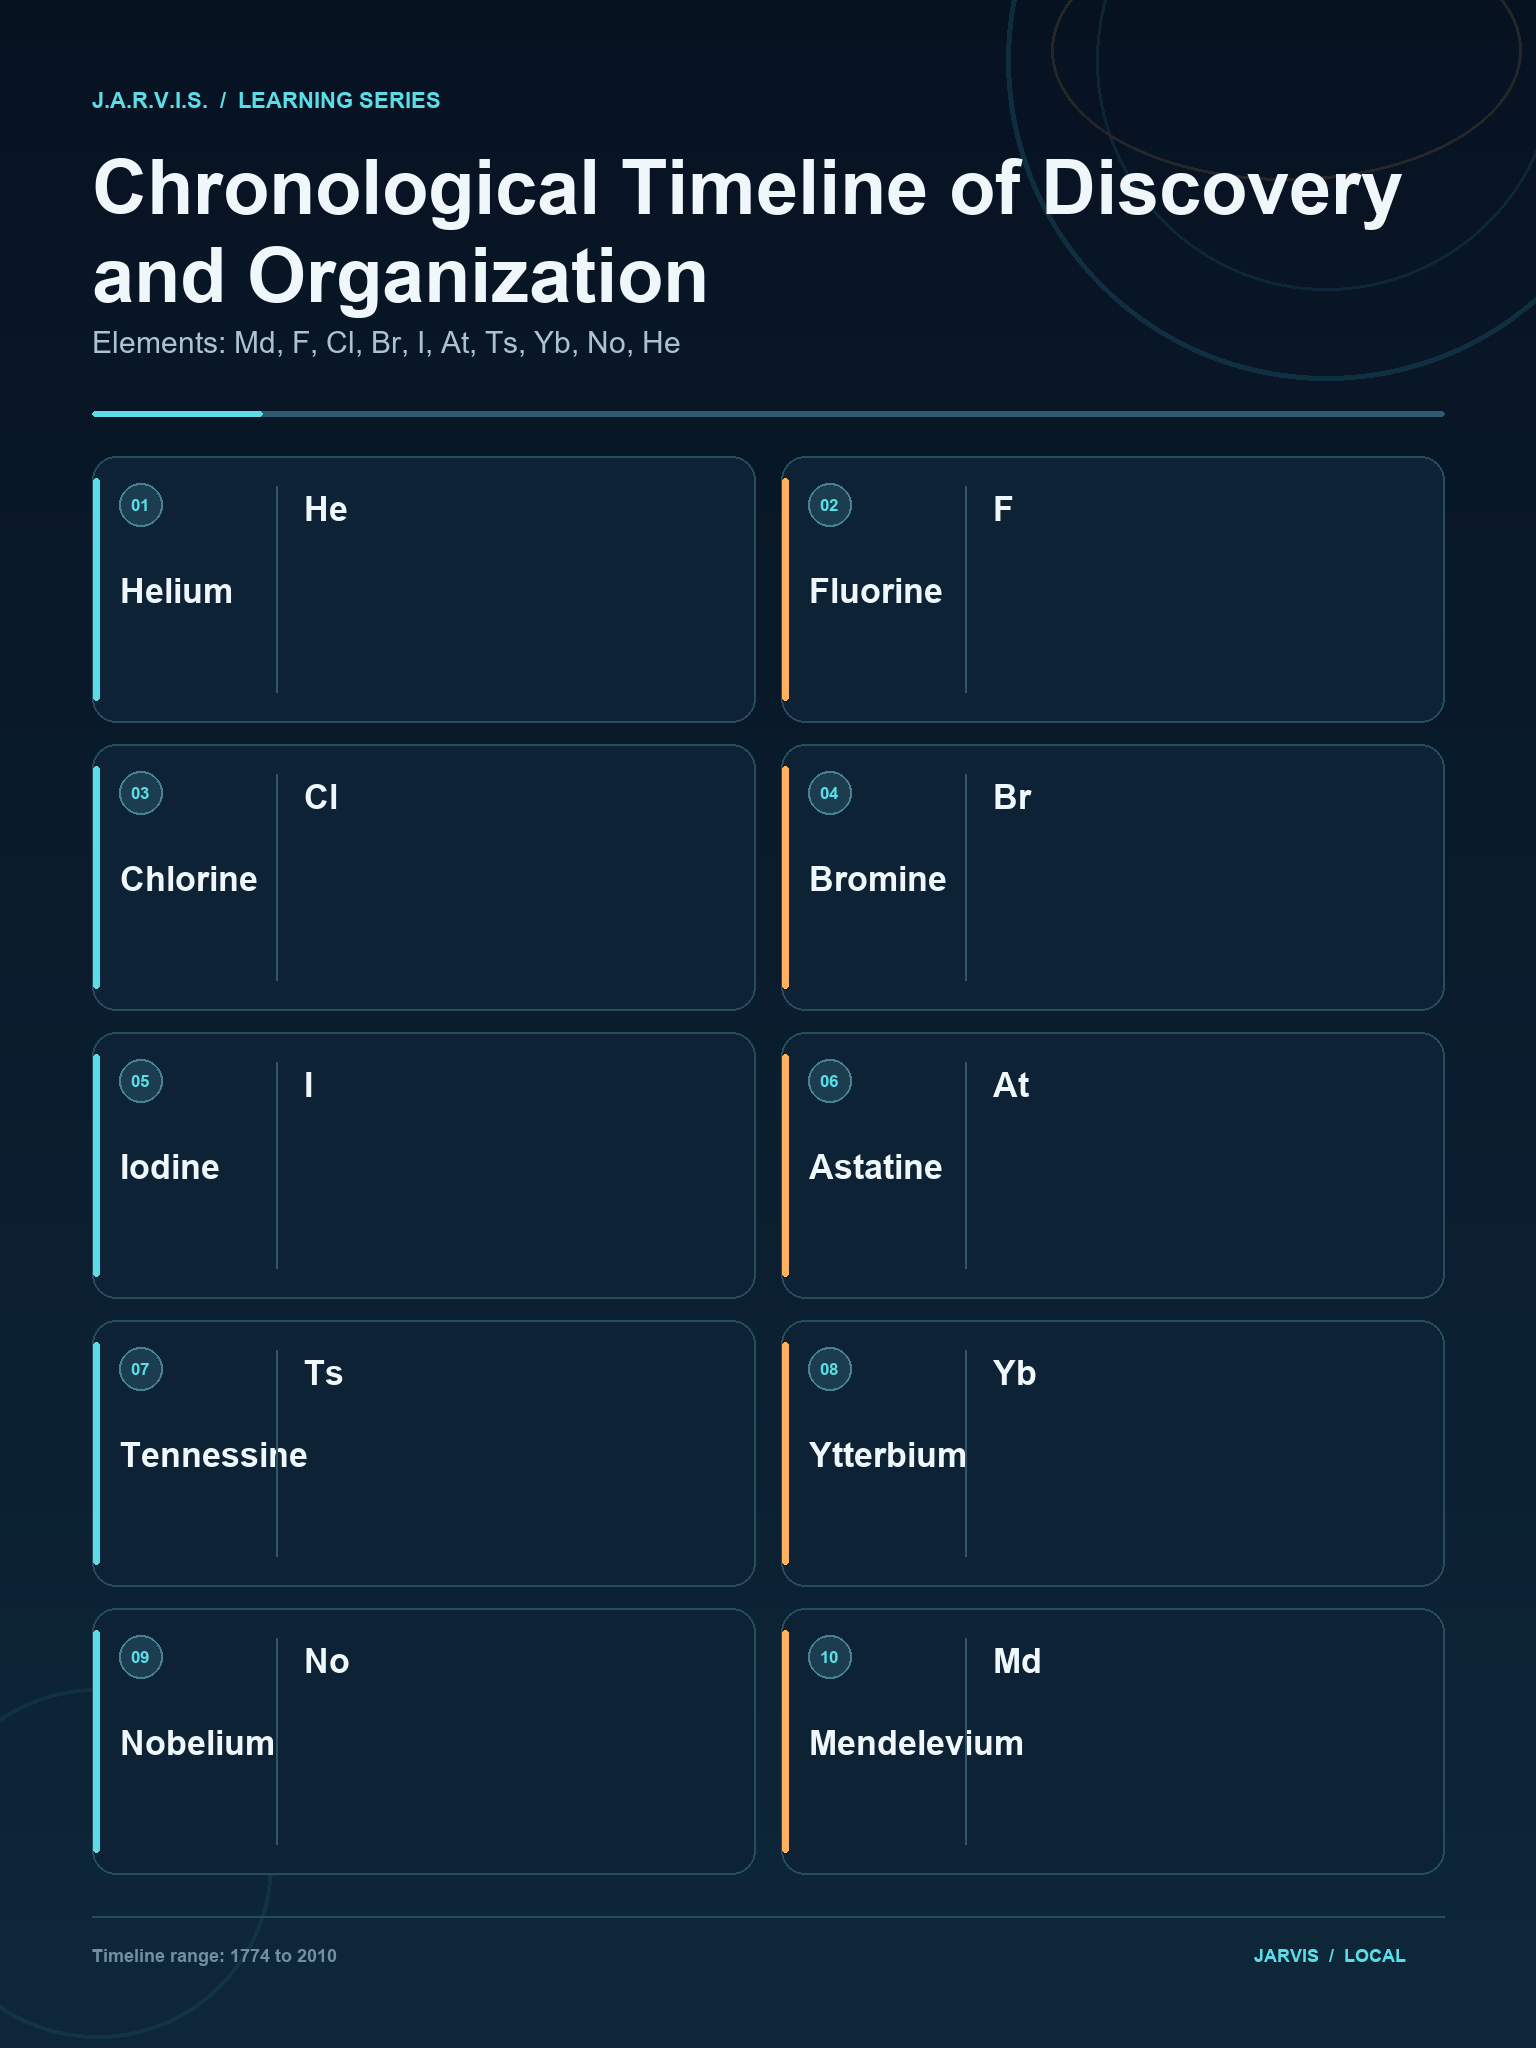 J.A.R.V.I.S. / LEARNING SERIES
Chronological Timeline of Discovery
and Organization
Elements: Md, F, Cl, Br, I, At, Ts, Yb, No, He
01
He
Helium
02
F
Fluorine
03
Cl
Chlorine
04
Br
Bromine
05
I
Iodine
06
At
Astatine
07
Ts
Tennessine
08
Yb
Ytterbium
09
No
Nobelium
10
Md
Mendelevium
Timeline range: 1774 to 2010
JARVIS / LOCAL